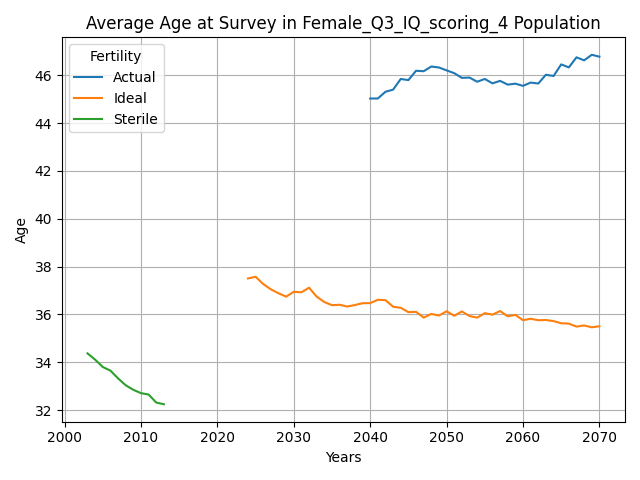 Average Age at Survey in Female_Q3_IQ_scoring_4 Population
Fertility
Actual
Ideal
Sterile
46
44
42
40
38
36
34
32
Age
2000
2010
2020
2030
2040
2050
2060
2070
Years